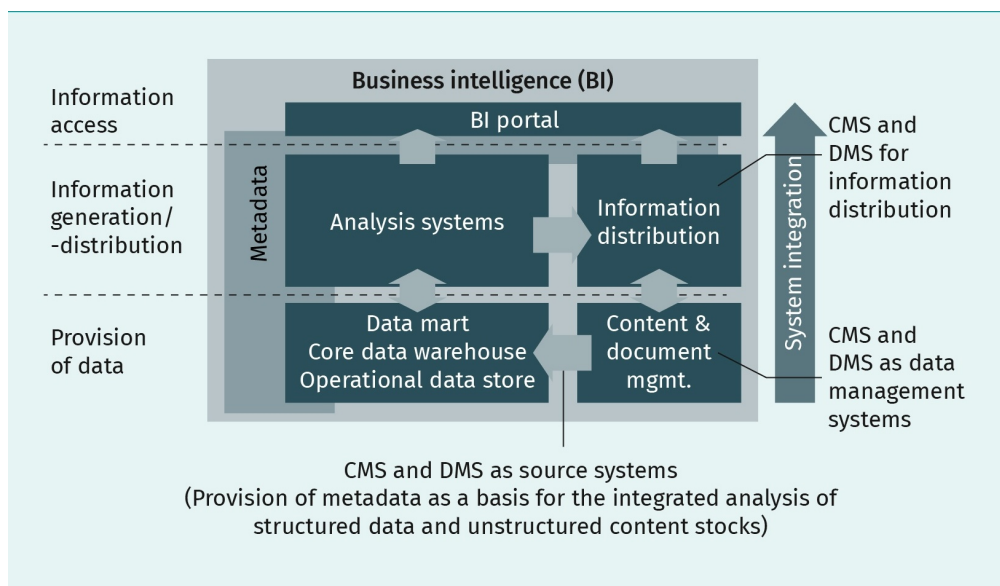 Business intelligence (BI)
Information
access
BI portal
Information
generation/
-distribution
Metadata
Analysis systems
Information
distribution
System integration
CMS and
DMS for
information
distribution
Provision
of data
Data mart
Core data warehouse
Operational data store
Content &
document
mgmt.
CMS and
DMS as data
management
systems
CMS and DMS as source systems
(Provision of metadata as a basis for the integrated analysis of
structured data and unstructured content stocks)